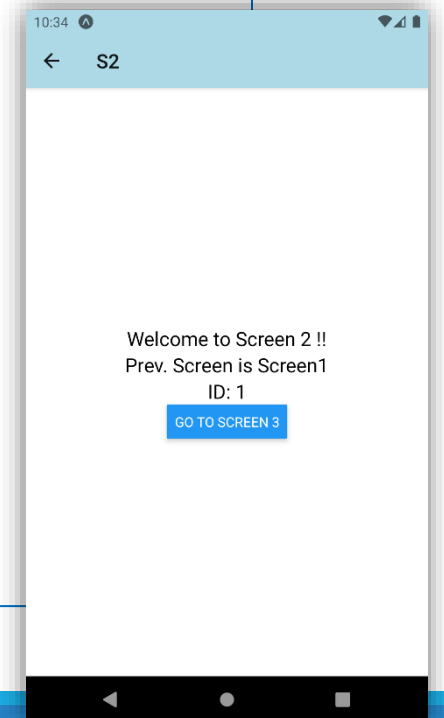 10:34
S2
Welcome to Screen 2 !!
Prev. Screen is Screen1
ID: 1
GO TO SCREEN 3